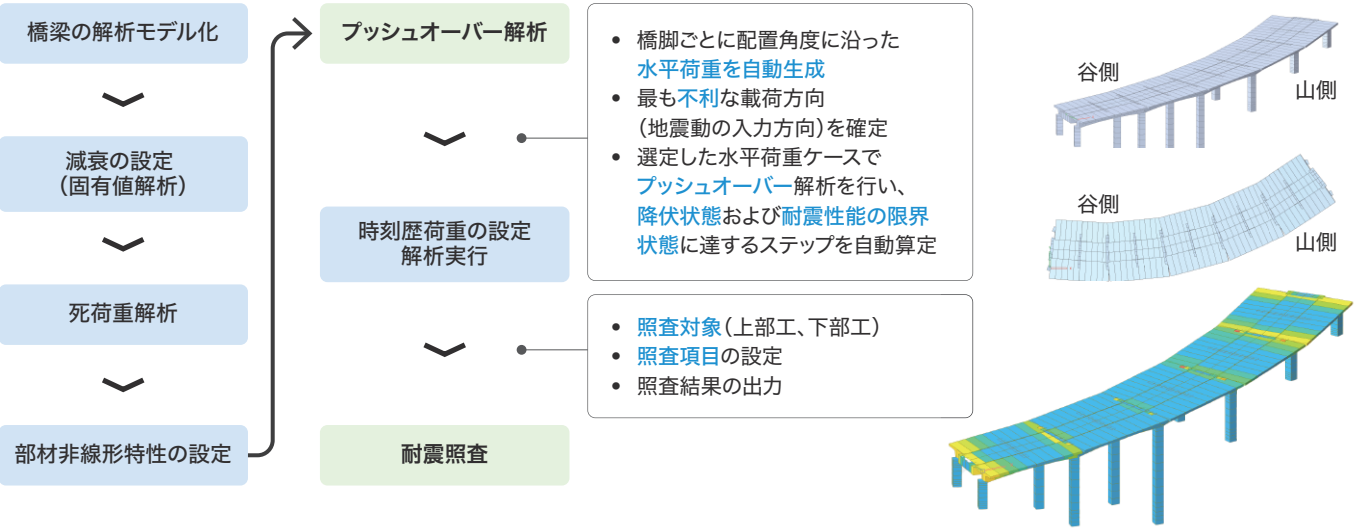 橋梁の解析モデル化
減衰の設定
（固有値解析）
死荷重解析
部材非線形特性の設定
プッシュオーバー解析
時刻歴荷重の設定
解析実行
耐震照査
• 橋脚ごとに配置角度に沿った
水平荷重を自動生成
• 最も不利な載荷方向
（地震動の入力方向）を確定
• 選定した水平荷重ケースで
プッシュオーバー解析を行い、
降伏状態および耐震性能の限界
状態に達するステップを自動算定
• 照査対象（上部工、下部工）
• 照査項目の設定
• 照査結果の出力
谷側
山側
谷側
山側